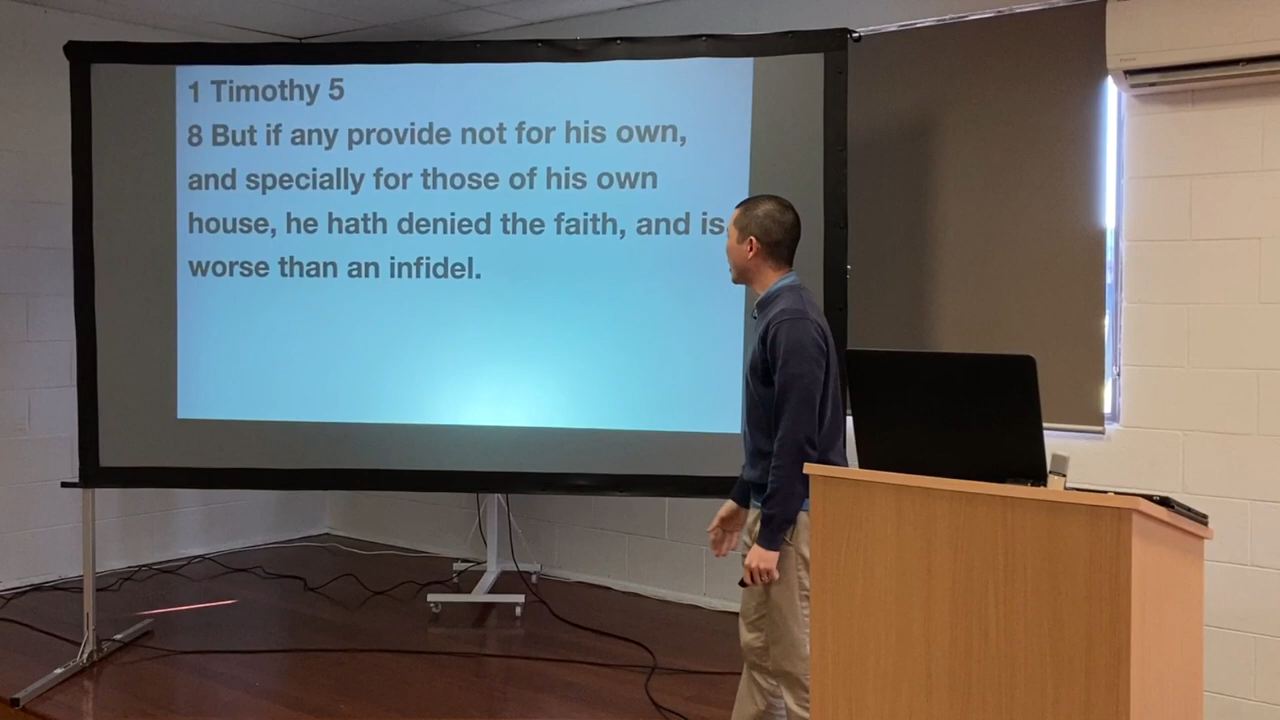 1 Timothy 5
8 But if any provide not for his own,
and specially for those of his own
house, he hath denied the faith, and is
worse than an infidel.